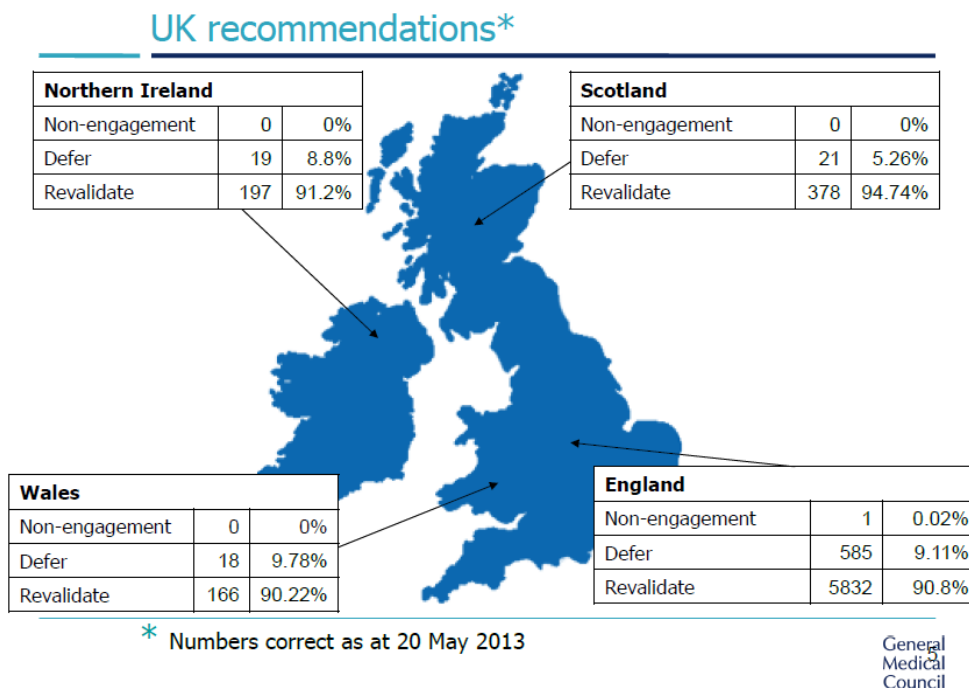 UK recommendations*
Northern Ireland
Non-engagement 0 0%
Defer 19 8.8%
Revalidate 197 91.2%
Scotland
Non-engagement 0 0%
Defer 21 5.26%
Revalidate 378 94.74%
Wales
Non-engagement 0 0%
Defer 18 9.78%
Revalidate 166 90.22%
England
Non-engagement 1 0.02%
Defer 585 9.11%
Revalidate 5832 90.8%
* Numbers correct as at 20 May 2013
General
Medical
Council
5